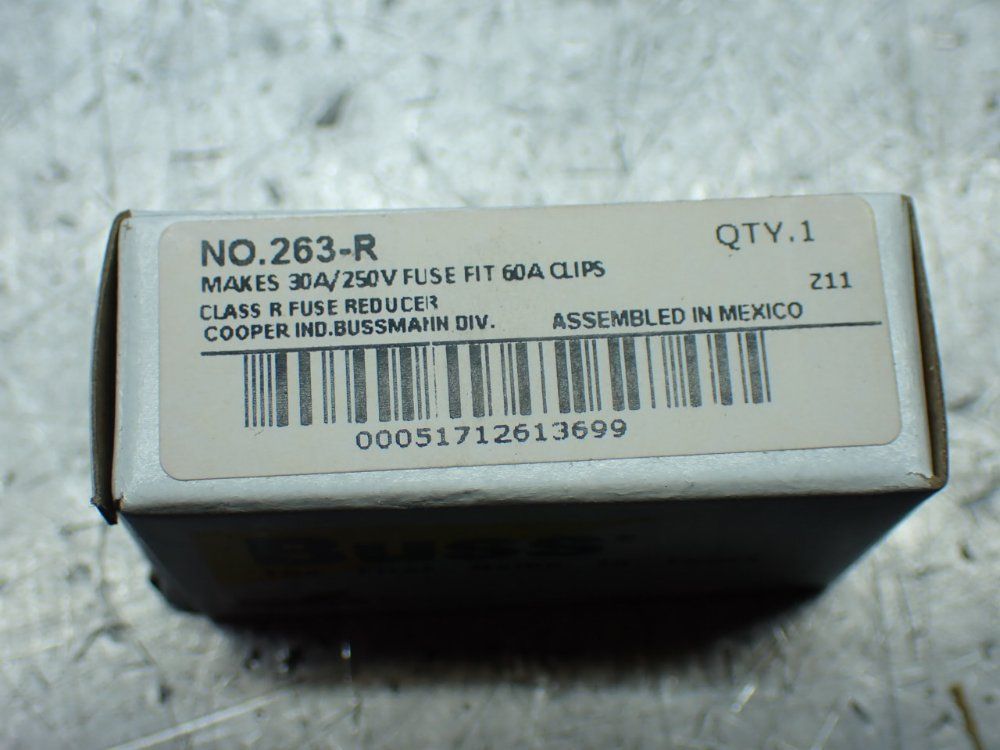 NO.263-R
QTY.1
MAKES 30A/250V FUSE FIT 60A CLIPS
Z11
CLASS R FUSE REDUCER
COOPER IND.BUSSMANN DIV.
ASSEMBLED IN MEXICO
00051712613699
Buss